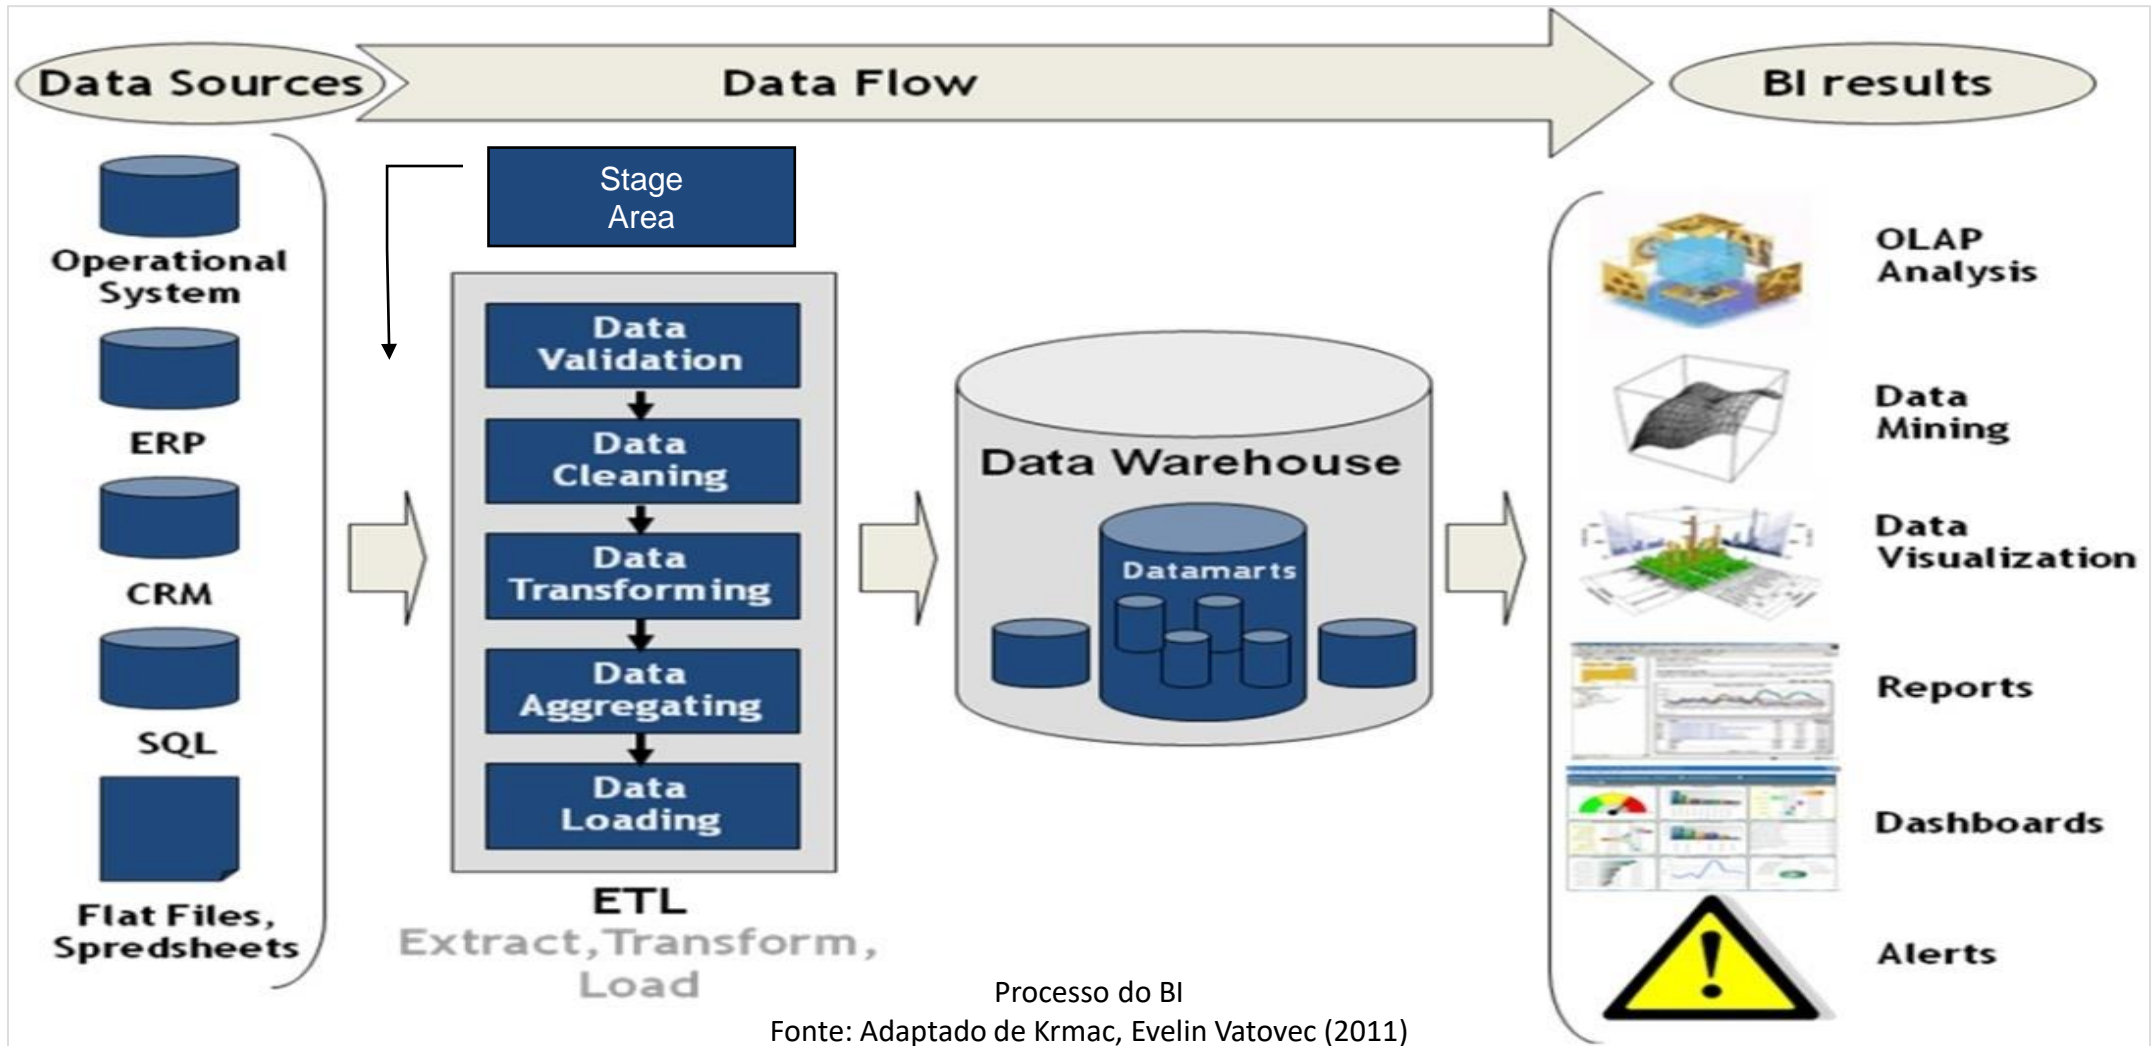 Data Sources
Data Flow
BI results
Operational
System
ERP
CRM
SQL
Flat Files,
Spredsheets
Stage
Area
Data
Validation
Data
Cleaning
Data
Transforming
Data
Aggregating
Data
Loading
ETL
Extract, Transform,
Load
Data Warehouse
Datamarts
OLAP
Analysis
Data
Mining
Data
Visualization
Reports
Dashboards
Alerts
Processo do BI
Fonte: Adaptado de Krmac, Evelin Vatovec (2011)